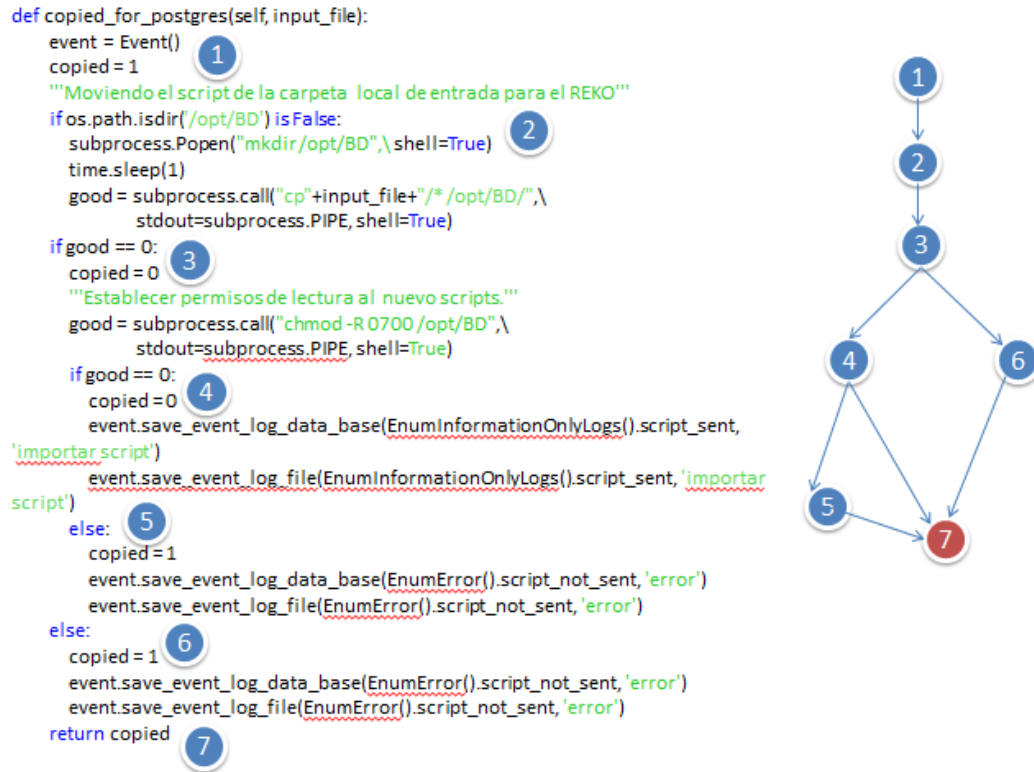 def copied_for_postgres(self, input_file):
event = Event()
1
copied = 1
'''Moviendo el script de la carpeta local de entrada para el REKO'''
if os.path.isdir('/opt/BD') is False:
2
subprocess.Popen("mkdir /opt/BD",\ shell=True)
time.sleep(1)
good = subprocess.call("cp"+input_file+"/* /opt/BD/",\
stdout=subprocess.PIPE, shell=True)
if good == 0:
3
copied = 0
'''Establecer permisos de lectura al nuevo scripts.'''
good = subprocess.call("chmod -R 0700 /opt/BD",\
stdout=subprocess.PIPE, shell=True)
if good == 0:
4
copied =0
event.save_event_log_data_base(EnumInformationOnlyLogs().script_sent,
'importar script')
event.save_event_log_file(EnumInformationOnlyLogs().script_sent, 'importar
script')
else:
5
copied = 1
event.save_event_log_data_base(EnumError().script_not_sent, 'error')
event.save_event_log_file(EnumError().script_not_sent, 'error')
else:
6
copied = 1
event.save_event_log_data_base(EnumError().script_not_sent, 'error')
event.save_event_log_file(EnumError().script_not_sent, 'error')
return copied
7
1
2
3
4
6
5
7